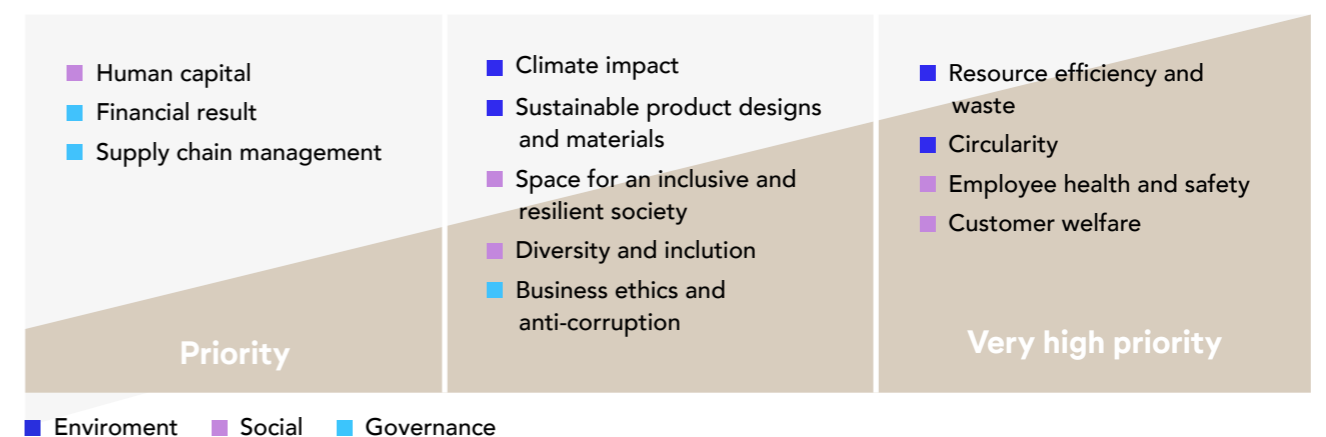 Human capital
Financial result
Supply chain management
Priority
Climate impact
Sustainable product designs
and materials
Space for an inclusive and
resilient society
Diversity and inclution
Business ethics and
anti-corruption
Resource efficiency and
waste
Circularity
Employee health and safety
Customer welfare
Very high priority
Enviroment
Social
Governance